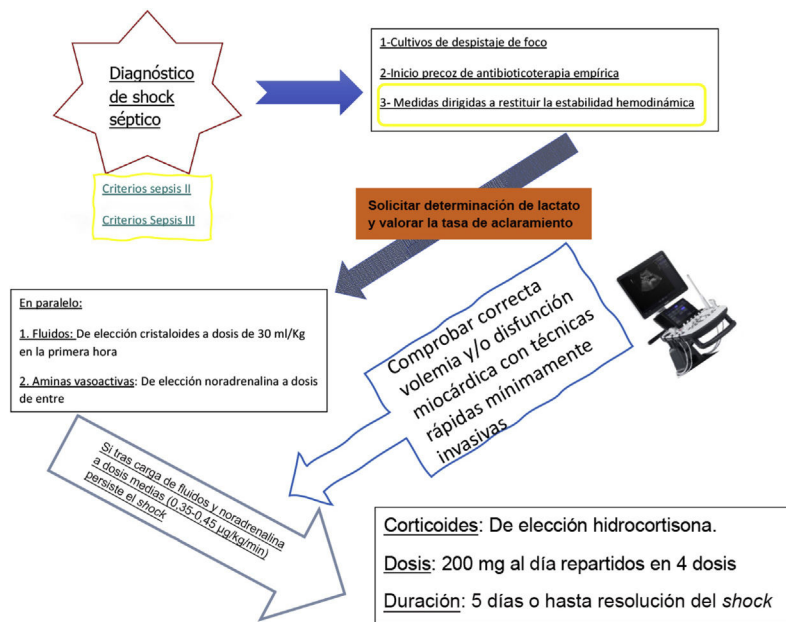 Diagnóstico
de shock
séptico
Criterios sepsis II
Criterios Sepsis III
1-Cultivos de despistaje de foco
2-Inicio precoz de antibioticoterapia empírica
3- Medidas dirigidas a restituir la estabilidad hemodinámica
Solicitar determinación de lactato
y valorar la tasa de aclaramiento
En paralelo:
1. Fluidos: De elección cristaloides a dosis de 30 ml/Kg
en la primera hora
2. Aminas vasoactivas: De elección noradrenalina a dosis
de entre
Comprobar correcta
volemia y/o disfunción
miocárdica con técnicas
rápidas mínimamente
invasivas
Si tras carga de fluidos y noradrenalina
a dosis medias (0,35-0,45 µg/kg/min)
persiste el shock
Corticoides: De elección hidrocortisona.
Dosis: 200 mg al día repartidos en 4 dosis
Duración: 5 días o hasta resolución del shock